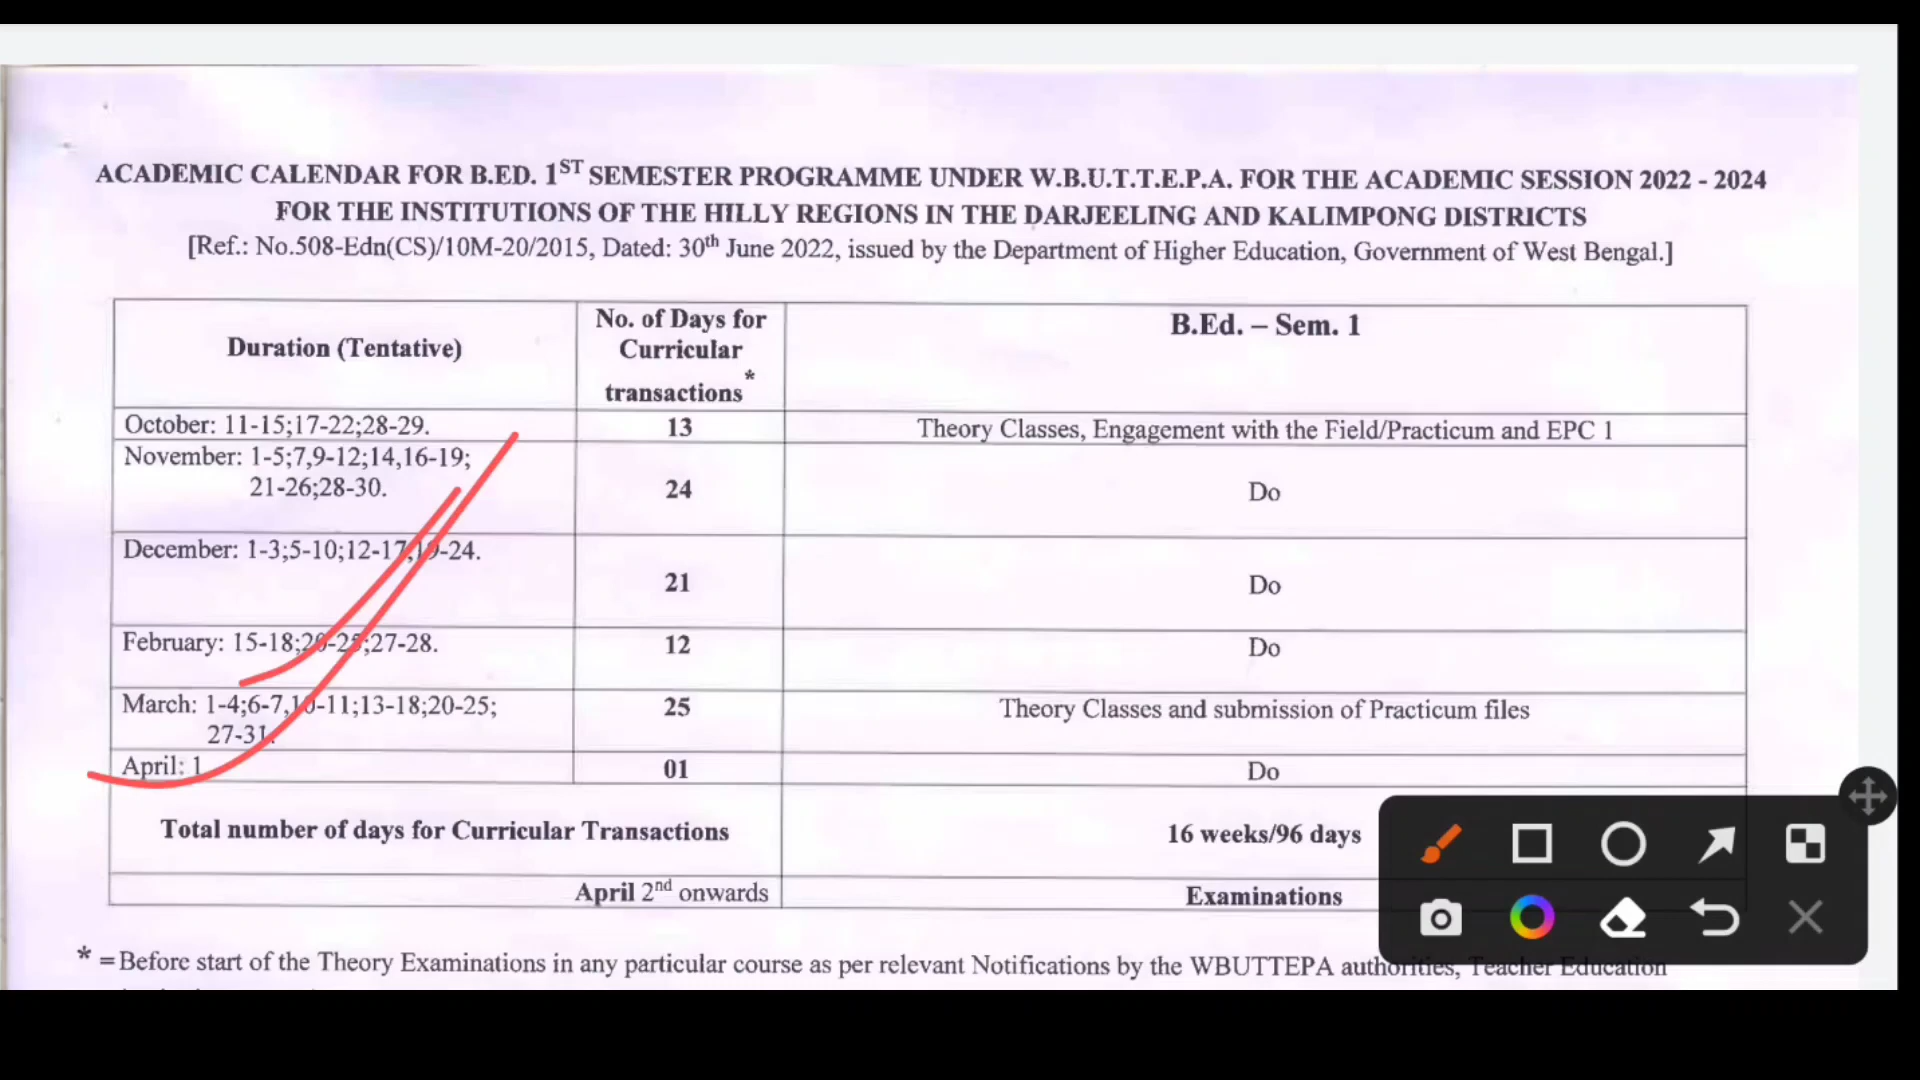 ACADEMIC CALENDAR FOR B.ED. 1ST SEMESTER PROGRAMME UNDER W.B.U.T.T.E.P.A. FOR THE ACADEMIC SESSION 2022 - 2024
FOR THE INSTITUTIONS OF THE HILLY REGIONS IN THE DARJEELING AND KALIMPONG DISTRICTS
[Ref.: No.508-Edn(CS)/10M-20/2015, Dated: 30th June 2022, issued by the Department of Higher Education, Government of West Bengal.]
Duration (Tentative)
No. of Days for
Curricular
transactions*
B.Ed. – Sem. 1
October: 11-15;17-22;28-29.
13
Theory Classes, Engagement with the Field/Practicum and EPC 1
November: 1-5;7,9-12;14,16-19;
21-26;28-30.
24
Do
December: 1-3;5-10;12-17;19-24.
21
Do
February: 15-18;20-25;27-28.
12
Do
March: 1-4;6-7,10-11;13-18;20-25;
27-31.
25
Theory Classes and submission of Practicum files
April: 1
01
Do
Total number of days for Curricular Transactions
16 weeks/96 days
April 2nd onwards
Examinations
* = Before start of the Theory Examinations in any particular course as per relevant Notifications by the WBUTTEPA authorities, Teacher Education